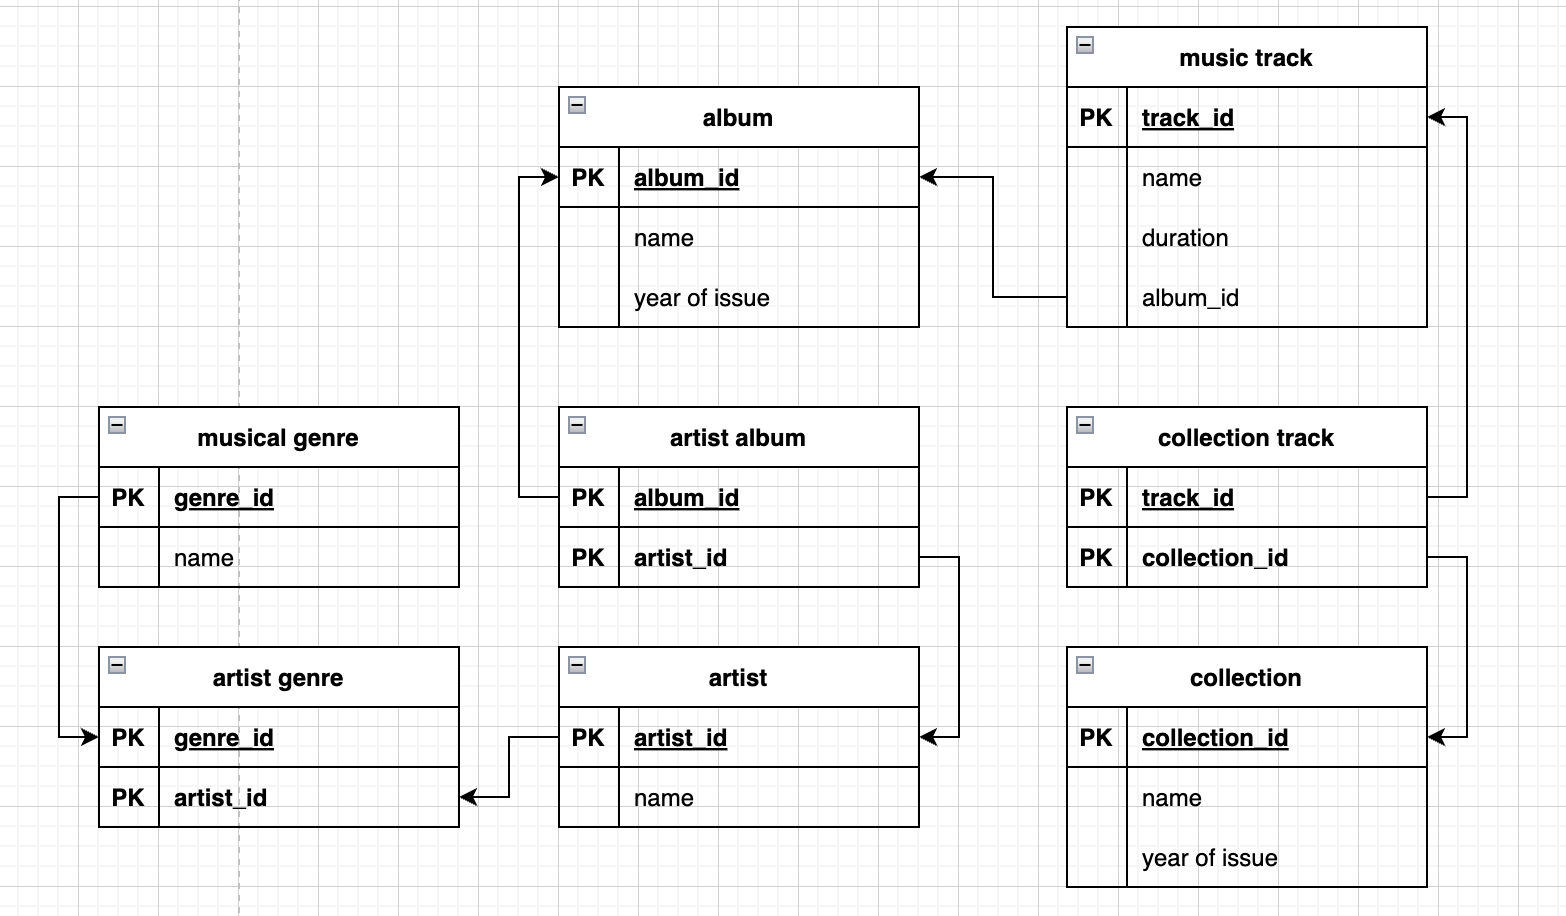 music track
PK track_id
name
duration
album_id
album
PK album_id
name
year of issue
musical genre
PK genre_id
name
artist album
PK album_id
PK artist_id
collection track
PK track_id
PK collection_id
artist genre
PK genre_id
PK artist_id
artist
PK artist_id
name
collection
PK collection_id
name
year of issue